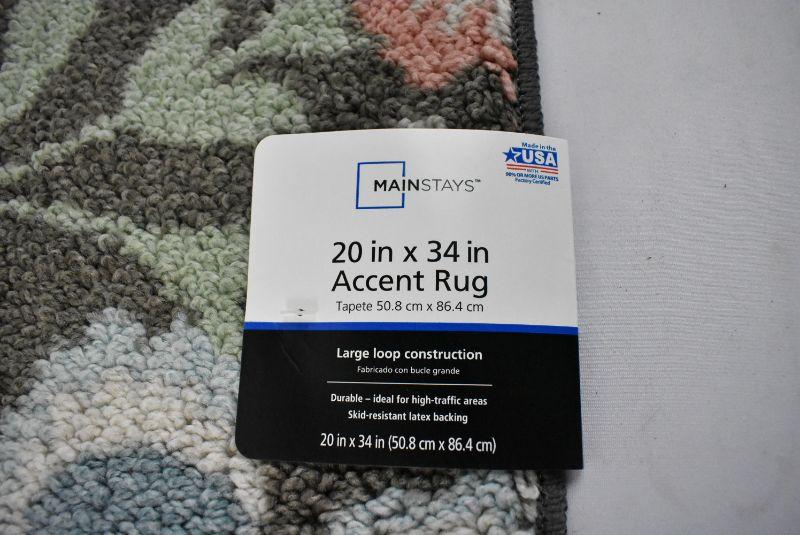 Made in the
USA
WITH
90% OR MORE US PARTS
Factory Certified
MAINSTAYS™
20 in x 34 in
Accent Rug
Tapete 50.8 cm x 86.4 cm
Large loop construction
Fabricado con bucle grande
Durable – ideal for high-traffic areas
Skid-resistant latex backing
20 in x 34 in (50.8 cm x 86.4 cm)